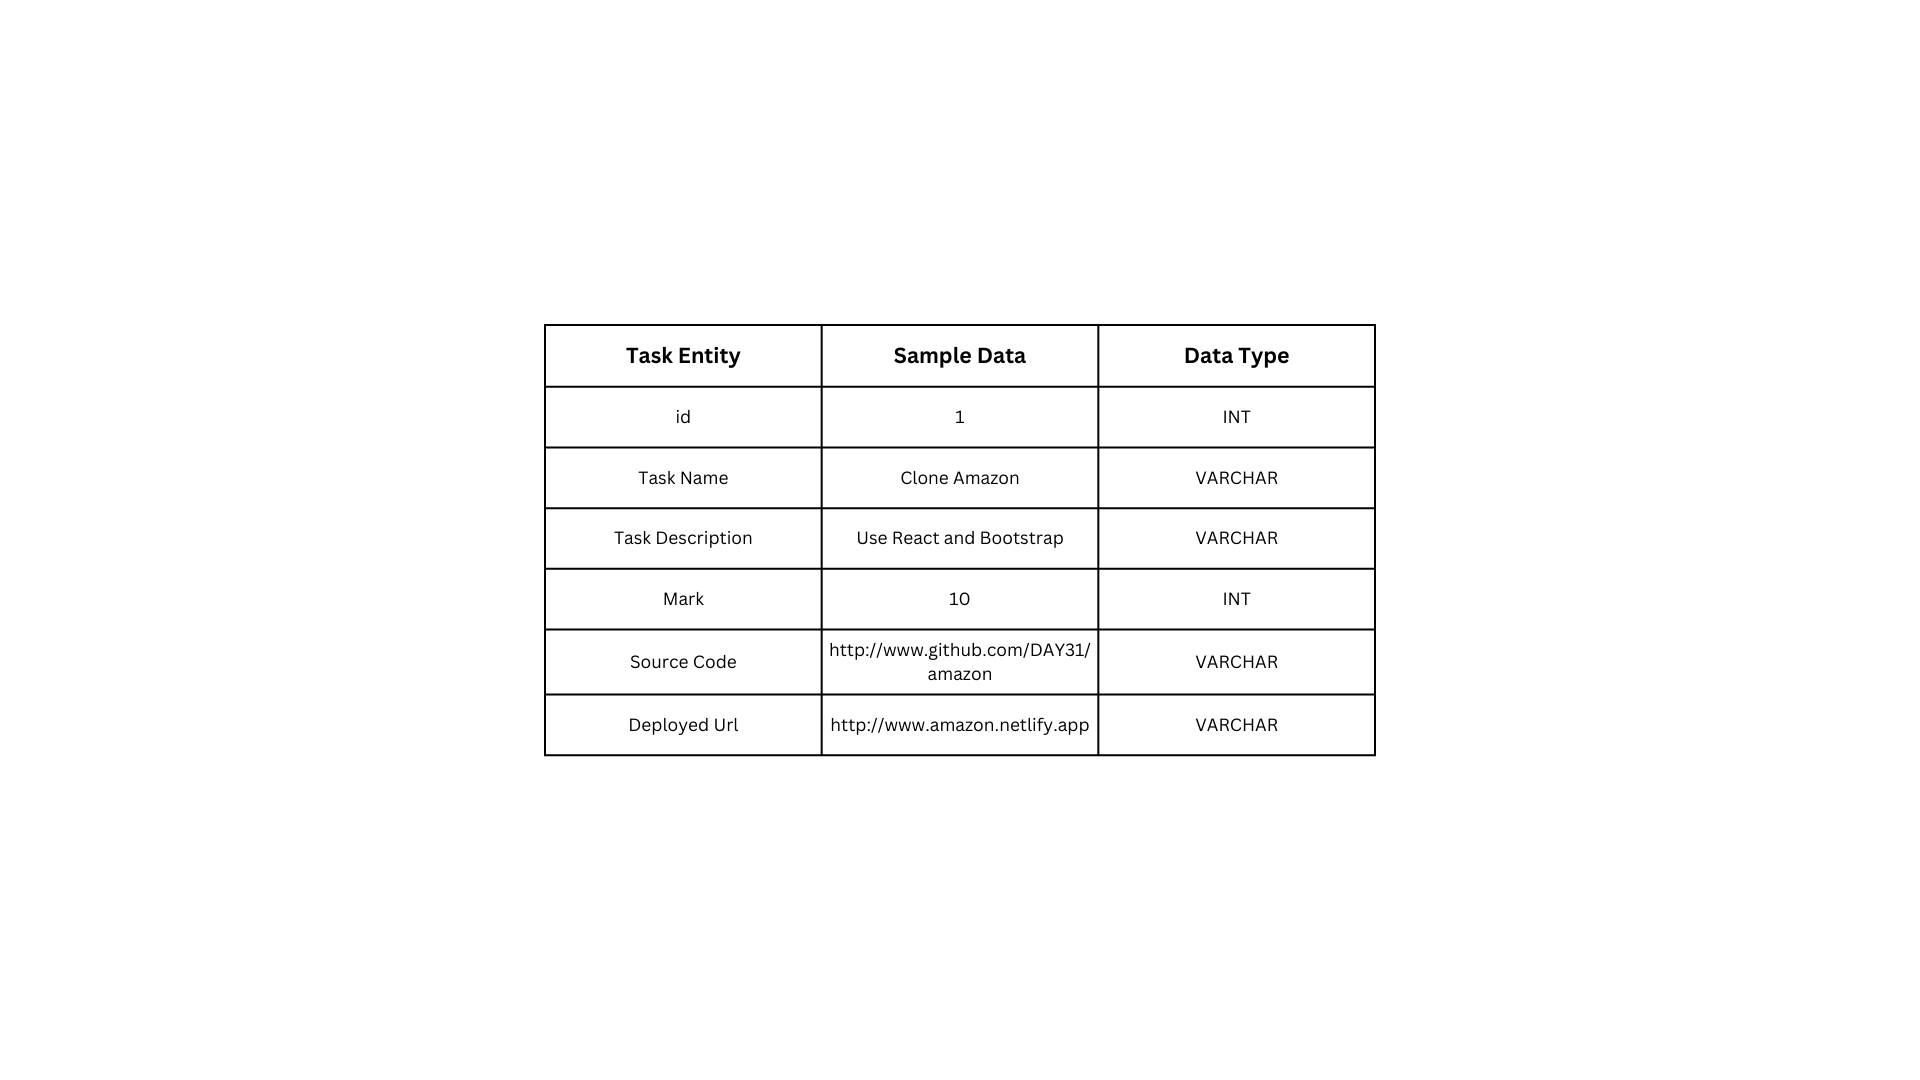 Task Entity Sample Data Data Type
id 1 INT
Task Name Clone Amazon VARCHAR
Task Description Use React and Bootstrap VARCHAR
Mark 10 INT
Source Code http://www.github.com/DAY31/
amazon VARCHAR
Deployed Url http://www.amazon.netlify.app VARCHAR